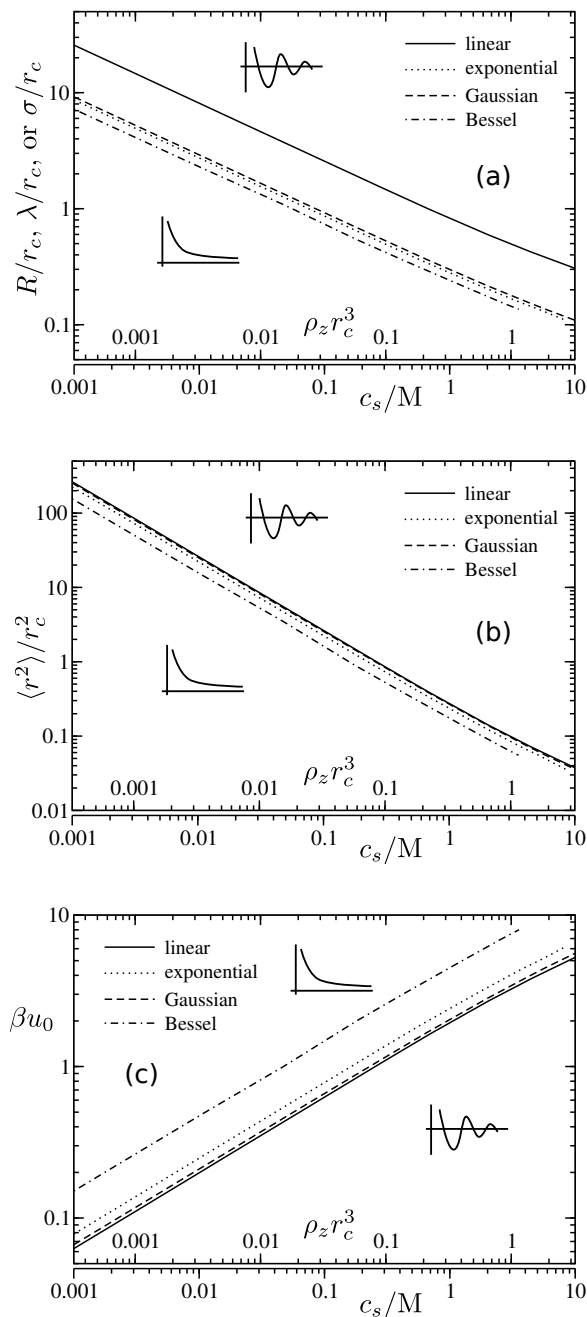 10
1
0.1
R/r_c, λ/r_c, or σ/r_c
linear
exponential
Gaussian
Bessel
(a)
0.001 0.01 ρ_z r_c^3 0.1 1
0.001 0.01 0.1 1 10
c_s/M
100
10
1
0.1
0.01
⟨r^2⟩/r_c^2
linear
exponential
Gaussian
Bessel
(b)
0.001 0.01 ρ_z r_c^3 0.1 1
0.001 0.01 0.1 1 10
c_s/M
10
1
0.1
βu_0
linear
exponential
Gaussian
Bessel
(c)
0.001 0.01 ρ_z r_c^3 0.1 1
0.001 0.01 0.1 1 10
c_s/M